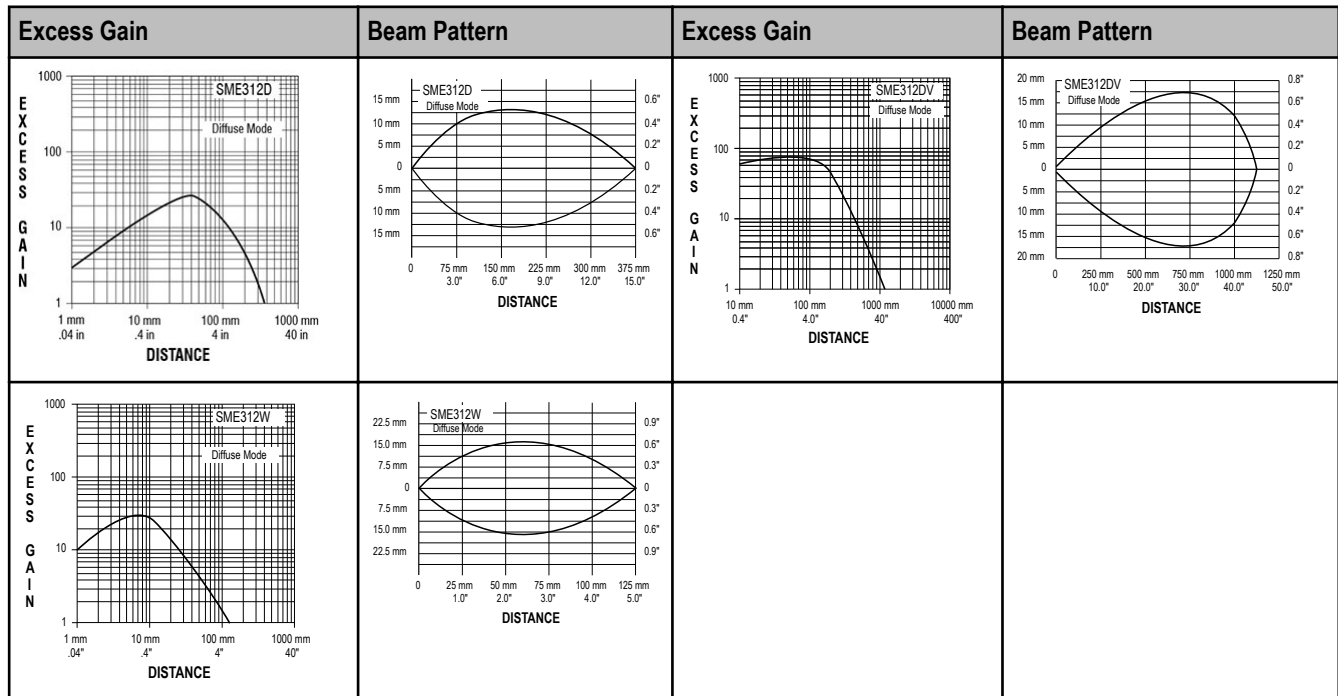 Excess Gain
Beam Pattern
Excess Gain
Beam Pattern
EXCESS GAIN
1000
100
10
1
SME312D
Diffuse Mode
1 mm 10 mm 100 mm 1000 mm
.04 in .4 in 4 in 40 in
DISTANCE
SME312D
Diffuse Mode
15 mm 0.6"
10 mm 0.4"
5 mm 0.2"
0 0
5 mm 0.2"
10 mm 0.4"
15 mm 0.6"
0 75 mm 150 mm 225 mm 300 mm 375 mm
3.0" 6.0" 9.0" 12.0" 15.0"
DISTANCE
EXCESS GAIN
1000
100
10
1
SME312DV
Diffuse Mode
10 mm 100 mm 1000 mm 10000 mm
0.4" 4.0" 40" 400"
DISTANCE
SME312DV
Diffuse Mode
20 mm 0.8"
15 mm 0.6"
10 mm 0.4"
5 mm 0.2"
0 0
5 mm 0.2"
10 mm 0.4"
15 mm 0.6"
20 mm 0.8"
0 250 mm 500 mm 750 mm 1000 mm 1250 mm
10.0" 20.0" 30.0" 40.0" 50.0"
DISTANCE
EXCESS GAIN
1000
100
10
1
SME312W
Diffuse Mode
1 mm 10 mm 100 mm 1000 mm
.04" .4" 4" 40"
DISTANCE
SME312W
Diffuse Mode
22.5 mm 0.9"
15.0 mm 0.6"
7.5 mm 0.3"
0 0
7.5 mm 0.3"
15.0 mm 0.6"
22.5 mm 0.9"
0 25 mm 50 mm 75 mm 100 mm 125 mm
1.0" 2.0" 3.0" 4.0" 5.0"
DISTANCE